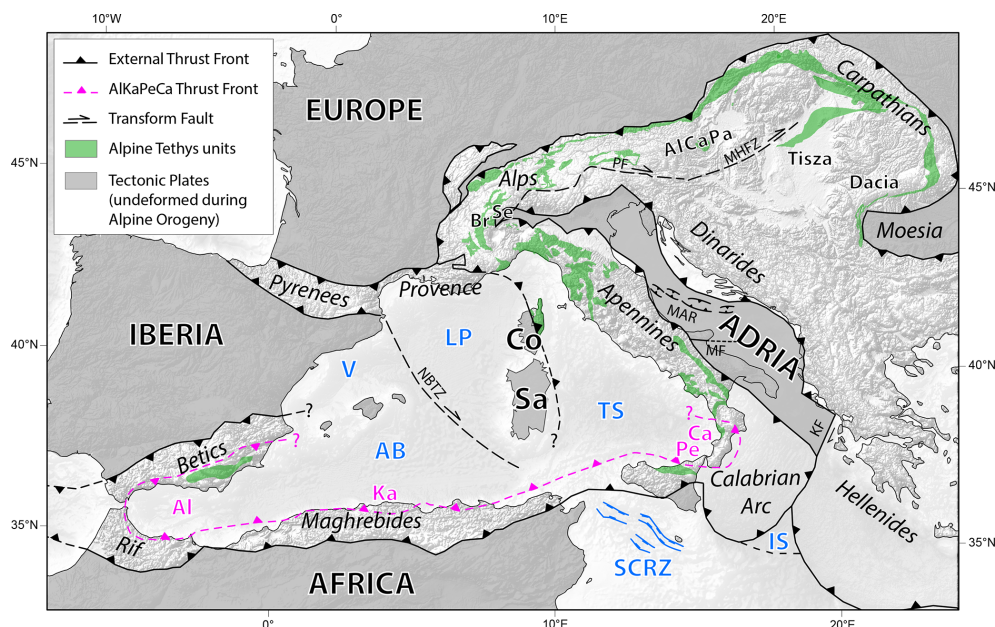 10°W
0°
10°E
20°E
External Thrust Front
AlKaPeCa Thrust Front
Transform Fault
Alpine Tethys units
Tectonic Plates
(undeformed during
Alpine Orogeny)
EUROPE
Carpathians
AlCaPa
MHFZ
PF
Tisza
45°N
Alps
Dacia
45°N
Se
Br
Moesia
Dinarides
Pyrenees
Provence
Apennines
MAR
IBERIA
LP
Co
ADRIA
MF
40°N
40°N
V
NBTZ
Sa
TS
?
?
KF
?
?
Ca
Betics
AB
Pe
Calabrian
Arc
Al
Ka
Hellenides
Maghrebides
35°N
35°N
Rif
IS
SCRZ
AFRICA
0°
10°E
20°E